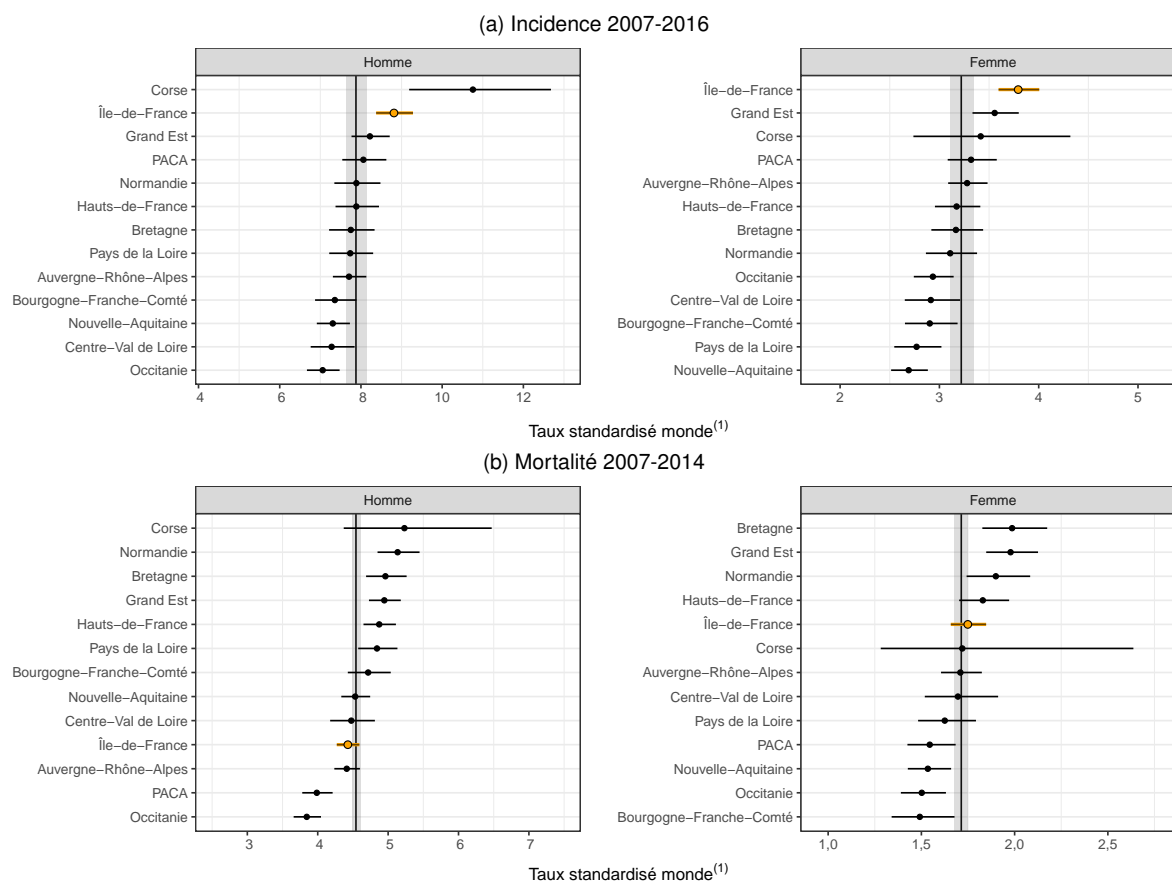 (a) Incidence 2007-2016
Homme
Corse
Île−de−France
Grand Est
PACA
Normandie
Hauts−de−France
Bretagne
Pays de la Loire
Auvergne−Rhône−Alpes
Bourgogne−Franche−Comté
Nouvelle−Aquitaine
Centre−Val de Loire
Occitanie
4 6 8 10 12
Femme
Île−de−France
Grand Est
Corse
PACA
Auvergne−Rhône−Alpes
Hauts−de−France
Bretagne
Normandie
Occitanie
Centre−Val de Loire
Bourgogne−Franche−Comté
Pays de la Loire
Nouvelle−Aquitaine
2 3 4 5
Taux standardisé monde(1)
(b) Mortalité 2007-2014
Homme
Corse
Normandie
Bretagne
Grand Est
Hauts−de−France
Pays de la Loire
Bourgogne−Franche−Comté
Nouvelle−Aquitaine
Centre−Val de Loire
Île−de−France
Auvergne−Rhône−Alpes
PACA
Occitanie
3 4 5 6 7
Femme
Bretagne
Grand Est
Normandie
Hauts−de−France
Île−de−France
Corse
Auvergne−Rhône−Alpes
Centre−Val de Loire
Pays de la Loire
PACA
Nouvelle−Aquitaine
Occitanie
Bourgogne−Franche−Comté
1,0 1,5 2,0 2,5
Taux standardisé monde(1)